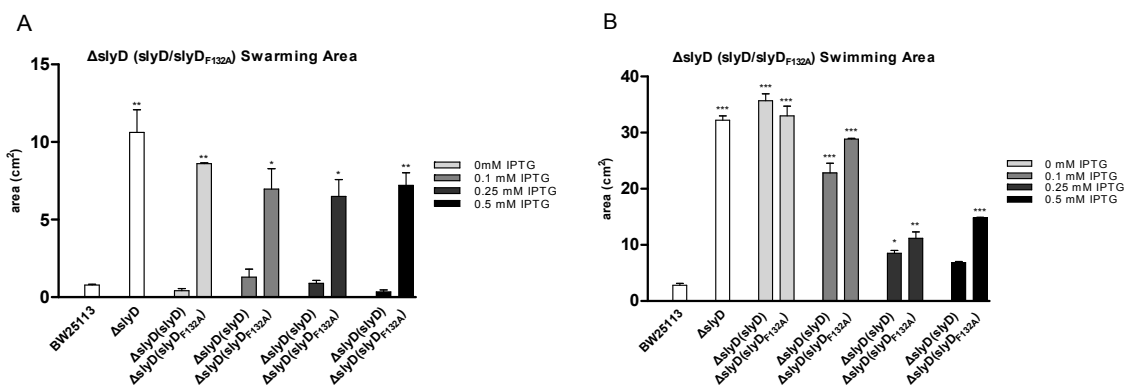 A
ΔslyD (slyD/slyDF132A) Swarming Area
15
10
5
0
area (cm2)
**
**
*
*
**
0mM IPTG
0.1 mM IPTG
0.25 mM IPTG
0.5 mM IPTG
BW25113
ΔslyD
ΔslyD(slyD)
ΔslyD(slyDF132A)
ΔslyD(slyD)
ΔslyD(slyDF132A)
ΔslyD(slyD)
ΔslyD(slyDF132A)
ΔslyD(slyD)
ΔslyD(slyDF132A)
B
ΔslyD (slyD/slyDF132A) Swimming Area
40
30
20
10
0
area (cm2)
***
***
***
***
***
*
**
***
0 mM IPTG
0.1 mM IPTG
0.25 mM IPTG
0.5 mM IPTG
BW25113
ΔslyD
ΔslyD(slyD)
ΔslyD(slyDF132A)
ΔslyD(slyD)
ΔslyD(slyDF132A)
ΔslyD(slyD)
ΔslyD(slyDF132A)
ΔslyD(slyD)
ΔslyD(slyDF132A)